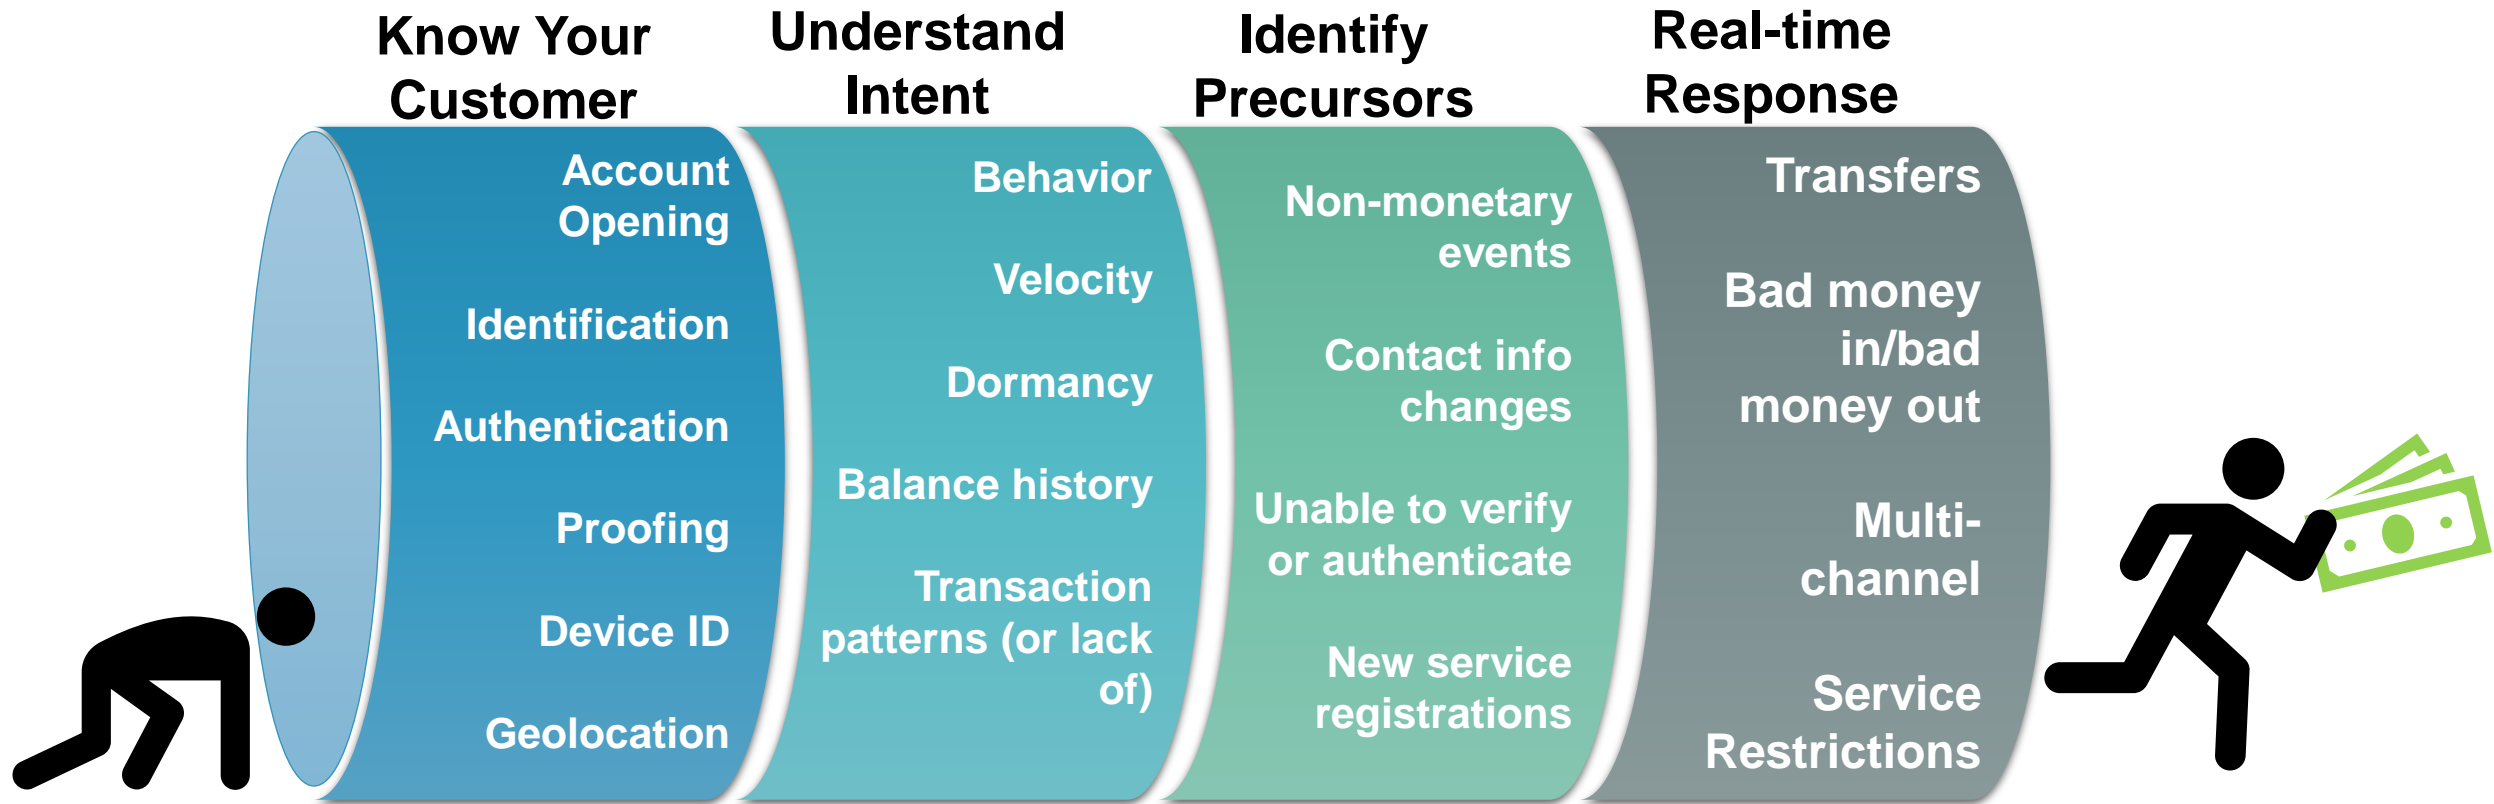 Know Your
Customer
Account
Opening
Identification
Authentication
Proofing
Device ID
Geolocation
Understand
Intent
Behavior
Velocity
Dormancy
Balance history
Transaction
patterns (or lack
of)
Identify
Precursors
Non-monetary
events
Contact info
changes
Unable to verify
or authenticate
New service
registrations
Real-time
Response
Transfers
Bad money
in/bad
money out
Multi-
channel
Service
Restrictions